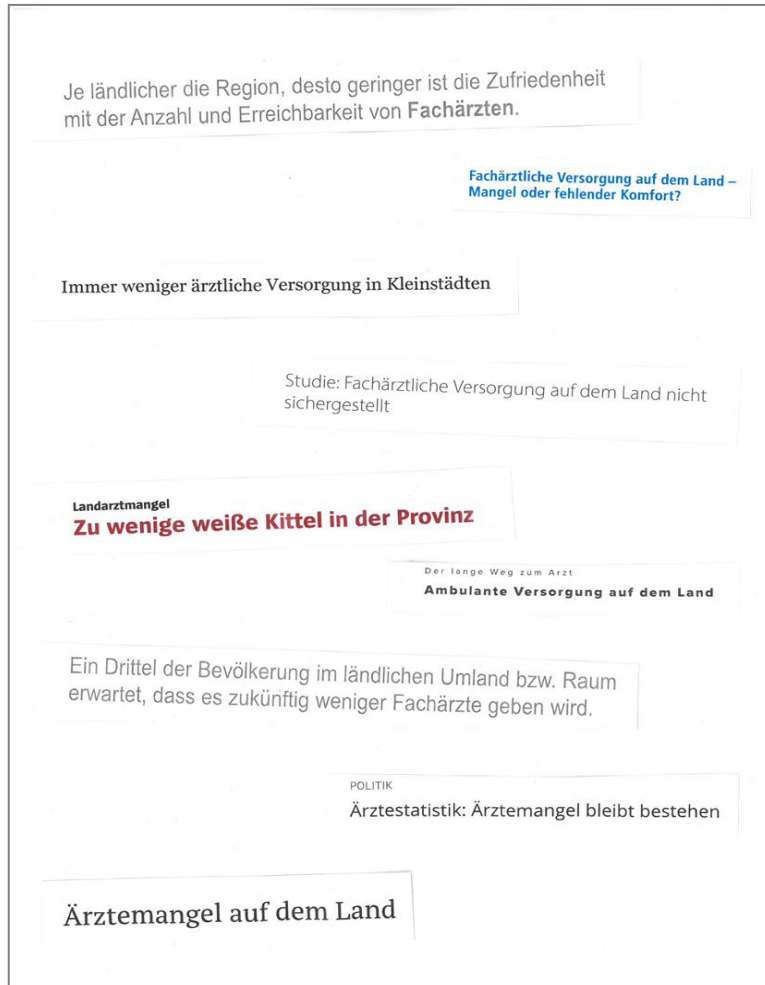 Je ländlicher die Region, desto geringer ist die Zufriedenheit
mit der Anzahl und Erreichbarkeit von Fachärzten.
Fachärztliche Versorgung auf dem Land –
Mangel oder fehlender Komfort?
Immer weniger ärztliche Versorgung in Kleinstädten
Studie: Fachärztliche Versorgung auf dem Land nicht
sichergestellt
Landarztmangel
Zu wenige weiße Kittel in der Provinz
Der lange Weg zum Arzt
Ambulante Versorgung auf dem Land
Ein Drittel der Bevölkerung im ländlichen Umland bzw. Raum
erwartet, dass es zukünftig weniger Fachärzte geben wird.
POLITIK
Ärztestatistik: Ärztemangel bleibt bestehen
Ärztemangel auf dem Land